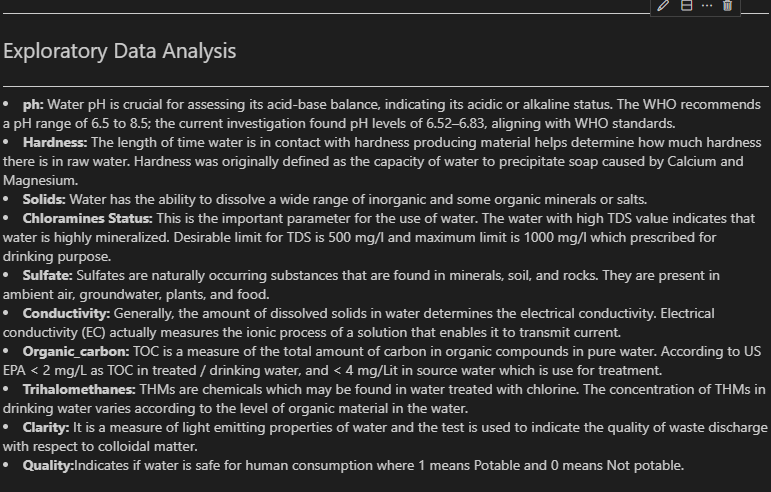 Exploratory Data Analysis
• ph: Water pH is crucial for assessing its acid-base balance, indicating its acidic or alkaline status. The WHO recommends
a pH range of 6.5 to 8.5; the current investigation found pH levels of 6.52–6.83, aligning with WHO standards.
• Hardness: The length of time water is in contact with hardness producing material helps determine how much hardness
there is in raw water. Hardness was originally defined as the capacity of water to precipitate soap caused by Calcium and
Magnesium.
• Solids: Water has the ability to dissolve a wide range of inorganic and some organic minerals or salts.
• Chloramines Status: This is the important parameter for the use of water. The water with high TDS value indicates that
water is highly mineralized. Desirable limit for TDS is 500 mg/l and maximum limit is 1000 mg/l which prescribed for
drinking purpose.
• Sulfate: Sulfates are naturally occurring substances that are found in minerals, soil, and rocks. They are present in
ambient air, groundwater, plants, and food.
• Conductivity: Generally, the amount of dissolved solids in water determines the electrical conductivity. Electrical
conductivity (EC) actually measures the ionic process of a solution that enables it to transmit current.
• Organic_carbon: TOC is a measure of the total amount of carbon in organic compounds in pure water. According to US
EPA < 2 mg/L as TOC in treated / drinking water, and < 4 mg/Lit in source water which is use for treatment.
• Trihalomethanes: THMs are chemicals which may be found in water treated with chlorine. The concentration of THMs in
drinking water varies according to the level of organic material in the water.
• Clarity: It is a measure of light emitting properties of water and the test is used to indicate the quality of waste discharge
with respect to colloidal matter.
• Quality:Indicates if water is safe for human consumption where 1 means Potable and 0 means Not potable.